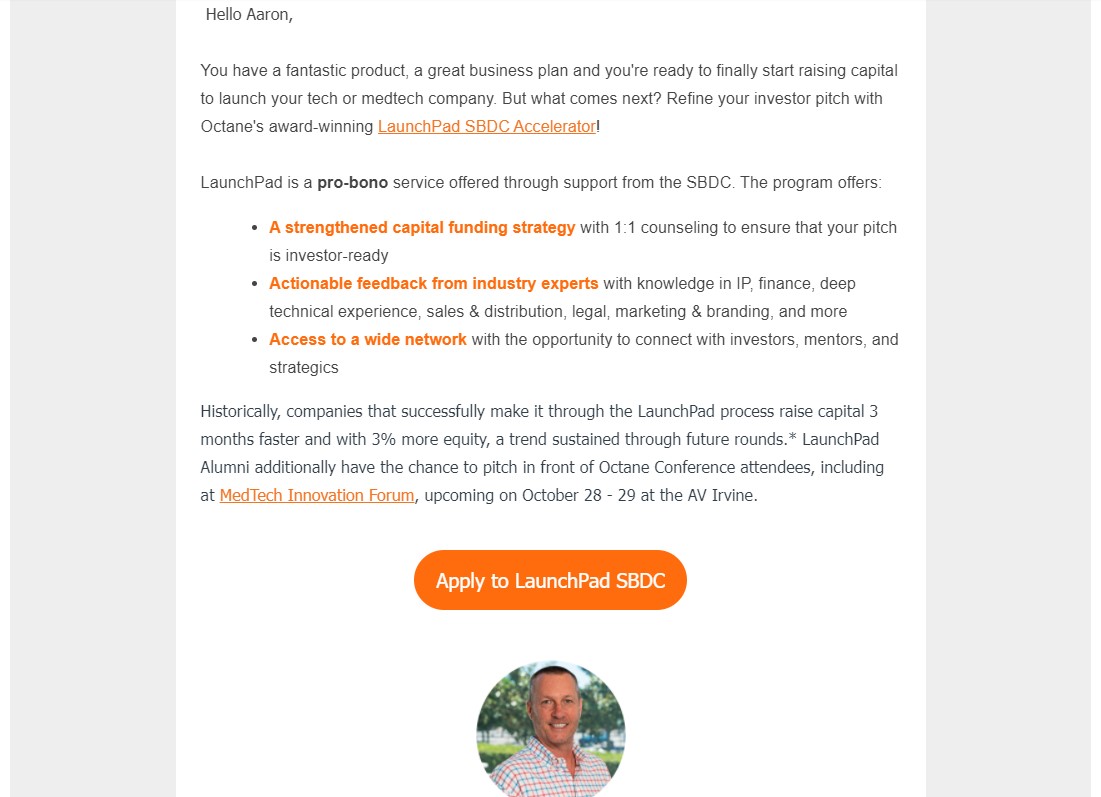 Hello Aaron,
You have a fantastic product, a great business plan and you're ready to finally start raising capital
to launch your tech or medtech company. But what comes next? Refine your investor pitch with
Octane's award-winning LaunchPad SBDC Accelerator!
LaunchPad is a pro-bono service offered through support from the SBDC. The program offers:
• A strengthened capital funding strategy with 1:1 counseling to ensure that your pitch
is investor-ready
• Actionable feedback from industry experts with knowledge in IP, finance, deep
technical experience, sales & distribution, legal, marketing & branding, and more
• Access to a wide network with the opportunity to connect with investors, mentors, and
strategics
Historically, companies that successfully make it through the LaunchPad process raise capital 3
months faster and with 3% more equity, a trend sustained through future rounds.* LaunchPad
Alumni additionally have the chance to pitch in front of Octane Conference attendees, including
at MedTech Innovation Forum, upcoming on October 28 - 29 at the AV Irvine.
Apply to LaunchPad SBDC